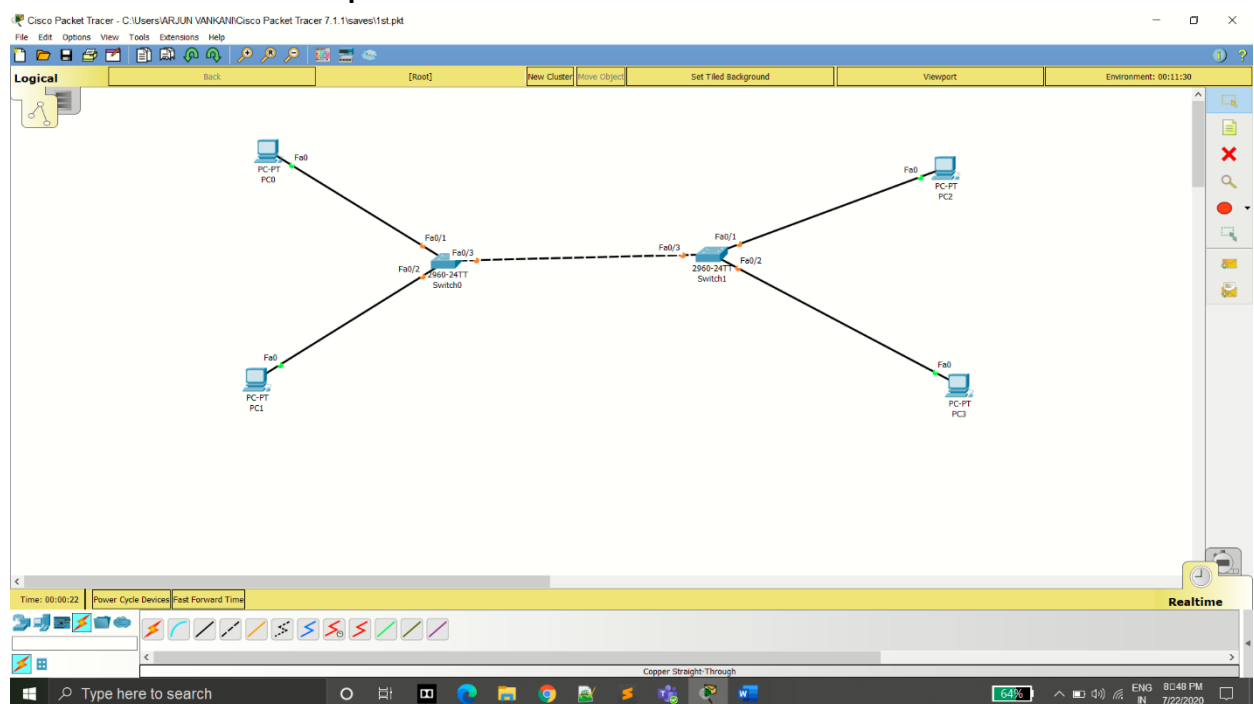 Cisco Packet Tracer - C:\Users\ARJUN VANKANI\Cisco Packet Tracer 7.1.1\saves\1st.pkt
File Edit Options View Tools Extensions Help
Logical Back [Root] New Cluster Move Object Set Tiled Background Viewport Environment: 00:11:30
Fa0
PC-PT
PC0
Fa0
PC-PT
PC2
Fa0/1
Fa0/3
Fa0/2
2960-24TT
Switch0
Fa0/1
Fa0/3
Fa0/2
2960-24TT
Switch1
Fa0
PC-PT
PC1
Fa0
PC-PT
PC3
Time: 00:00:22 Power Cycle Devices Fast Forward Time Realtime
Copper Straight-Through
Type here to search 64% ENG 8□48 PM
IN 7/22/2020